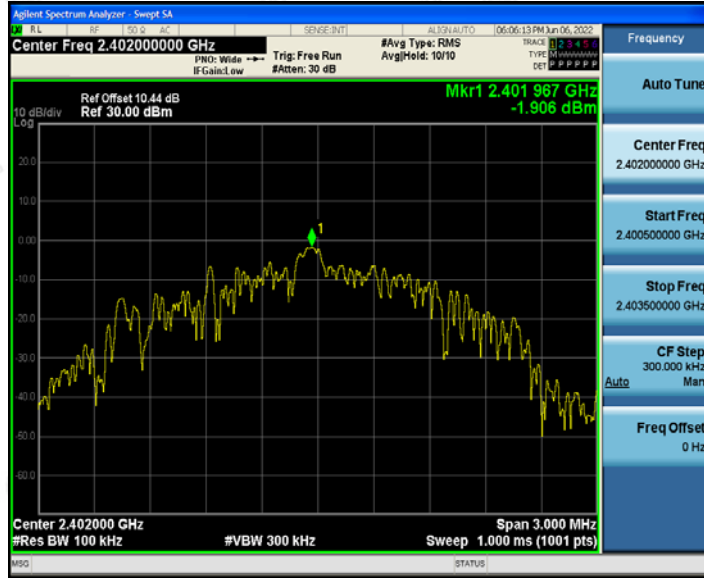 Agilent Spectrum Analyzer - Swept SA
RL RF 50 Ω AC SENSE:INT ALIGN AUTO 06:06:13 PM Jun 06, 2022
Center Freq 2.402000000 GHz
PNO: Wide
IFGain:Low
Trig: Free Run
#Atten: 30 dB
#Avg Type: RMS
Avg|Hold: 10/10
TRACE 1 2 3 4 5 6
TYPE M WWWWW
DET P P P P P P
Ref Offset 10.44 dB
10 dB/div Ref 30.00 dBm
Log
Mkr1 2.401 967 GHz
-1.906 dBm
20.0
10.0
0.00
-10.0
-20.0
-30.0
-40.0
-50.0
-60.0
1
Center 2.402000 GHz
Span 3.000 MHz
#Res BW 100 kHz
#VBW 300 kHz
Sweep 1.000 ms (1001 pts)
MSG
STATUS
Frequency
Auto Tune
Center Freq
2.402000000 GHz
Start Freq
2.400500000 GHz
Stop Freq
2.403500000 GHz
CF Step
300.000 kHz
Auto Man
Freq Offset
0 Hz